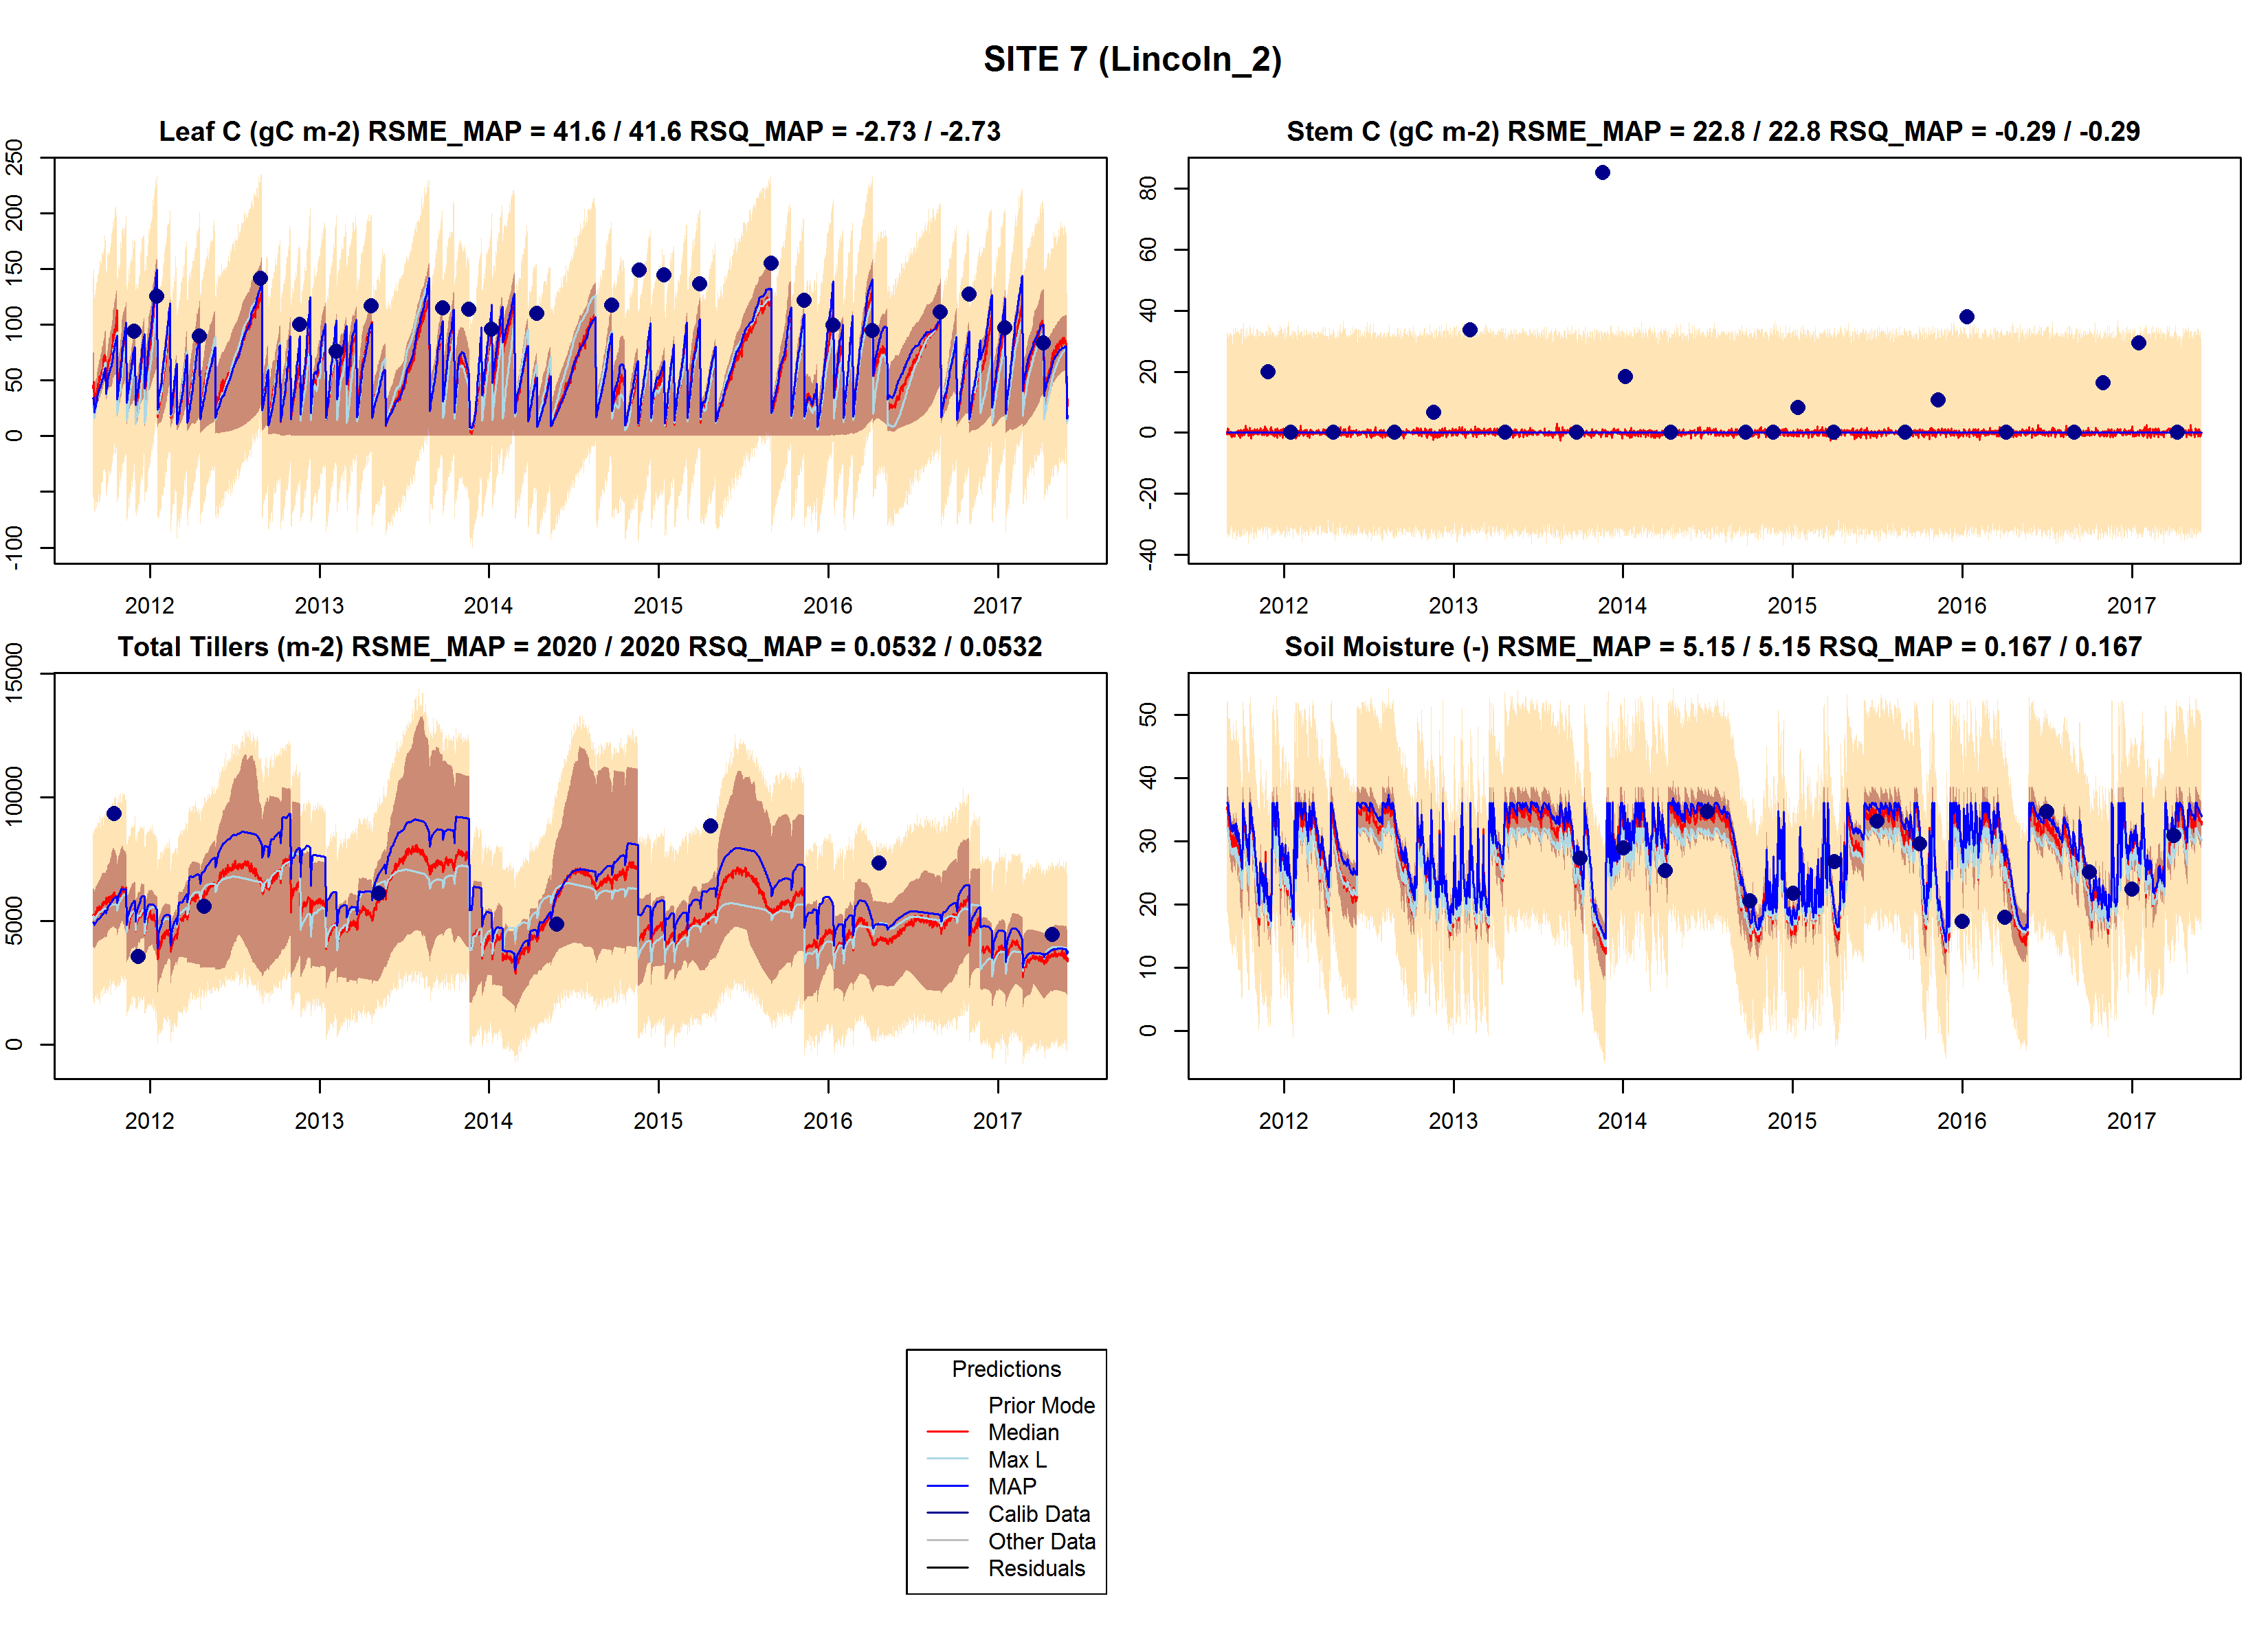 SITE 7 (Lincoln_2)
Leaf C (gC m-2) RSME_MAP = 41.6 / 41.6 RSQ_MAP = -2.73 / -2.73
250
200
150
100
50
0
-100
2012 2013 2014 2015 2016 2017
Stem C (gC m-2) RSME_MAP = 22.8 / 22.8 RSQ_MAP = -0.29 / -0.29
80
60
40
20
0
-20
-40
2012 2013 2014 2015 2016 2017
Total Tillers (m-2) RSME_MAP = 2020 / 2020 RSQ_MAP = 0.0532 / 0.0532
15000
10000
5000
0
2012 2013 2014 2015 2016 2017
Soil Moisture (-) RSME_MAP = 5.15 / 5.15 RSQ_MAP = 0.167 / 0.167
50
40
30
20
10
0
2012 2013 2014 2015 2016 2017
Predictions
Prior Mode
Median
Max L
MAP
Calib Data
Other Data
Residuals